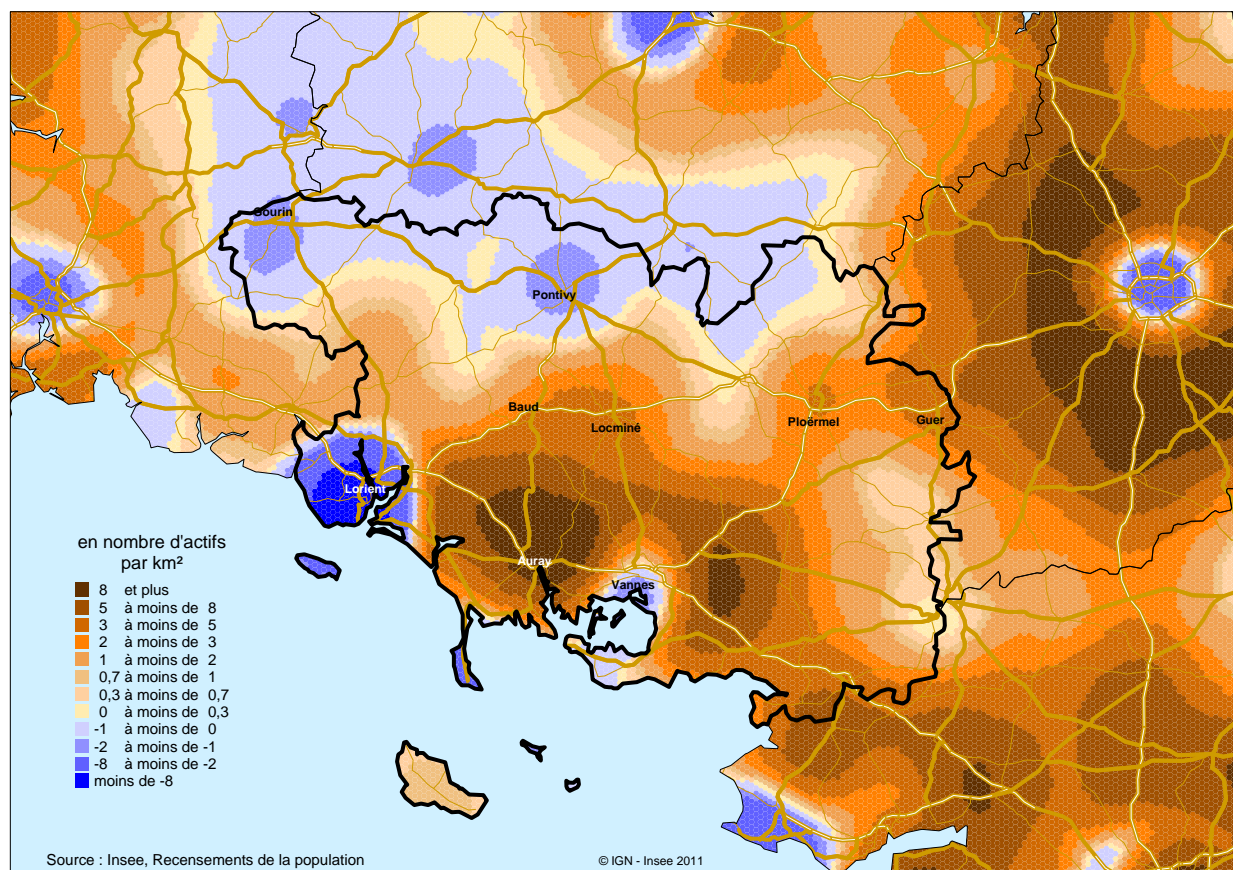 Gourin
Pontivy
Baud
Locminé
Ploërmel
Guer
Lorient
Auray
Vannes
en nombre d'actifs
par km²
8 et plus
5 à moins de 8
3 à moins de 5
2 à moins de 3
1 à moins de 2
0,7 à moins de 1
0,3 à moins de 0,7
0 à moins de 0,3
-1 à moins de 0
-2 à moins de -1
-8 à moins de -2
moins de -8
Source : Insee, Recensements de la population
© IGN - Insee 2011